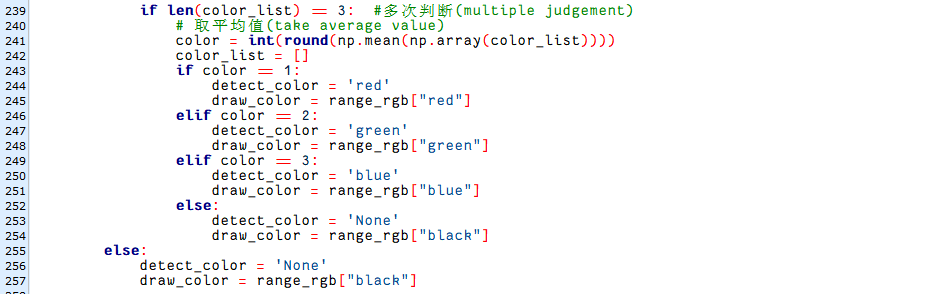 239 if len(color_list) == 3: #多次判断(multiple judgement)
240 # 取平均值(take average value)
241 color = int(round(np.mean(np.array(color_list))))
242 color_list = []
243 if color == 1:
244 detect_color = 'red'
245 draw_color = range_rgb["red"]
246 elif color == 2:
247 detect_color = 'green'
248 draw_color = range_rgb["green"]
249 elif color == 3:
250 detect_color = 'blue'
251 draw_color = range_rgb["blue"]
252 else:
253 detect_color = 'None'
254 draw_color = range_rgb["black"]
255 else:
256 detect_color = 'None'
257 draw_color = range_rgb["black"]